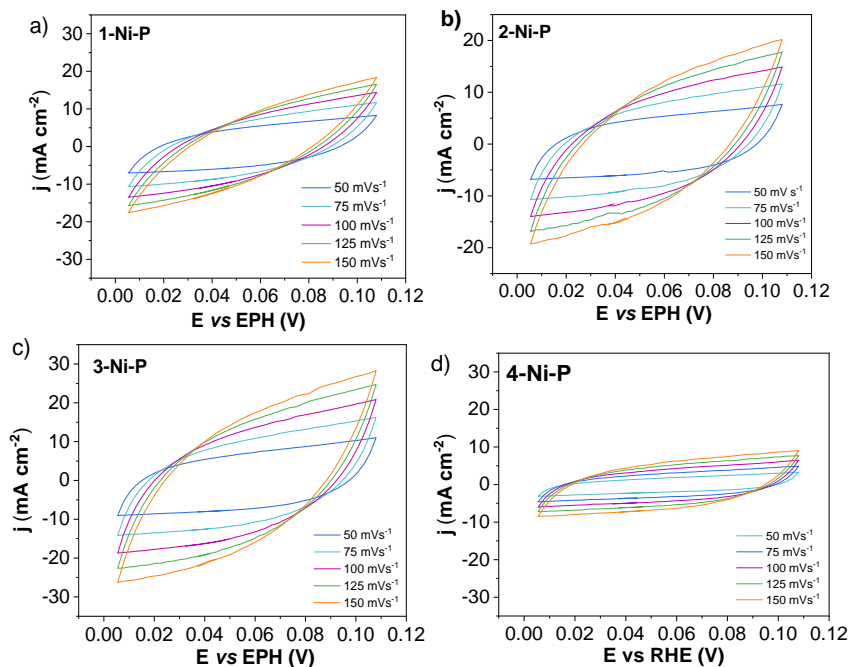 a)
1-Ni-P
j (mA cm⁻²)
30
20
10
0
-10
-20
-30
50 mVs⁻¹
75 mVs⁻¹
100 mVs⁻¹
125 mVs⁻¹
150 mVs⁻¹
0.00 0.02 0.04 0.06 0.08 0.10 0.12
E vs EPH (V)
b)
2-Ni-P
j (mA cm⁻²)
20
10
0
-10
-20
50 mV s⁻¹
75 mVs⁻¹
100 mVs⁻¹
125 mVs⁻¹
150 mVs⁻¹
0.00 0.02 0.04 0.06 0.08 0.10 0.12
E vs EPH (V)
c)
3-Ni-P
j (mA cm⁻²)
30
20
10
0
-10
-20
-30
50 mVs⁻¹
75 mVs⁻¹
100 mVs⁻¹
125 mVs⁻¹
150 mVs⁻¹
0.00 0.02 0.04 0.06 0.08 0.10 0.12
E vs EPH (V)
d)
4-Ni-P
j (mA cm⁻²)
30
20
10
0
-10
-20
-30
50 mVs⁻¹
75 mVs⁻¹
100 mVs⁻¹
125 mVs⁻¹
150 mVs⁻¹
0.00 0.02 0.04 0.06 0.08 0.10 0.12
E vs RHE (V)